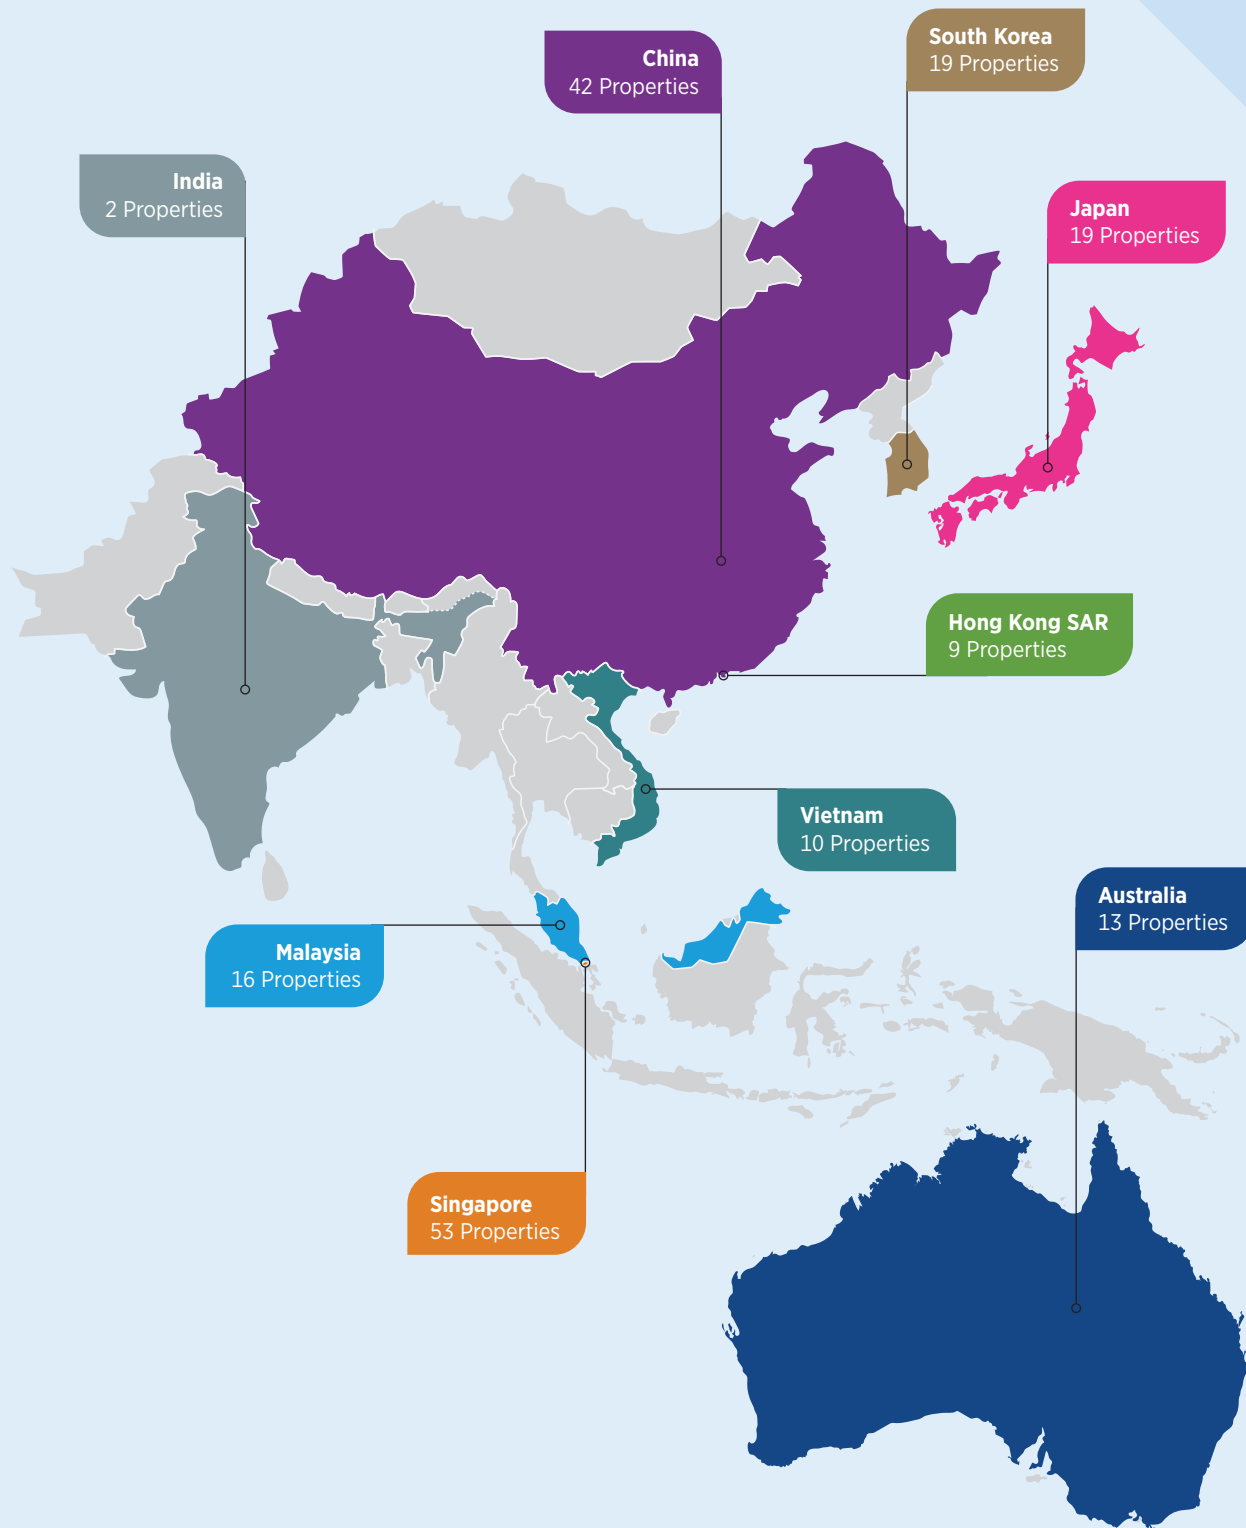 South Korea
19 Properties
China
42 Properties
India
2 Properties
Japan
19 Properties
Hong Kong SAR
9 Properties
Vietnam
10 Properties
Australia
13 Properties
Malaysia
16 Properties
Singapore
53 Properties